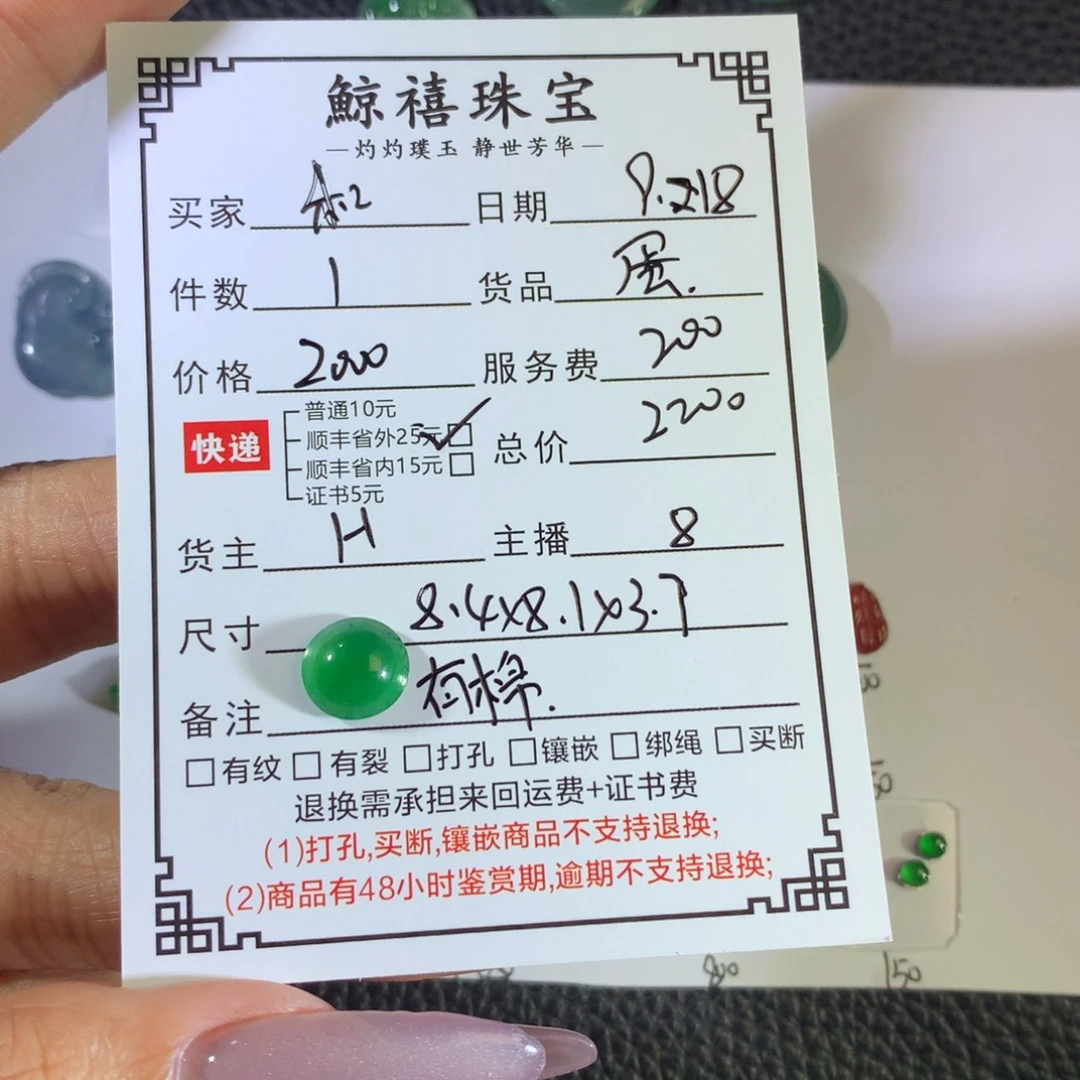 鲸禧珠宝
—灼灼璞玉 静世芳华—
买家 日期
件数 1 货品 蛋.
价格 2000 服务费 200
快递
普通10元
顺丰省外25元 ☑
顺丰省内15元 □
证书5元
总价 2200
货主 H 主播 8
尺寸 8.4x8.1x3.7
备注 有棉.
□有纹 □有裂 □打孔 □镶嵌 □绑绳 □买断
退换需承担来回运费+证书费
(1)打孔,买断,镶嵌商品不支持退换;
(2)商品有48小时鉴赏期,逾期不支持退换;
800
150